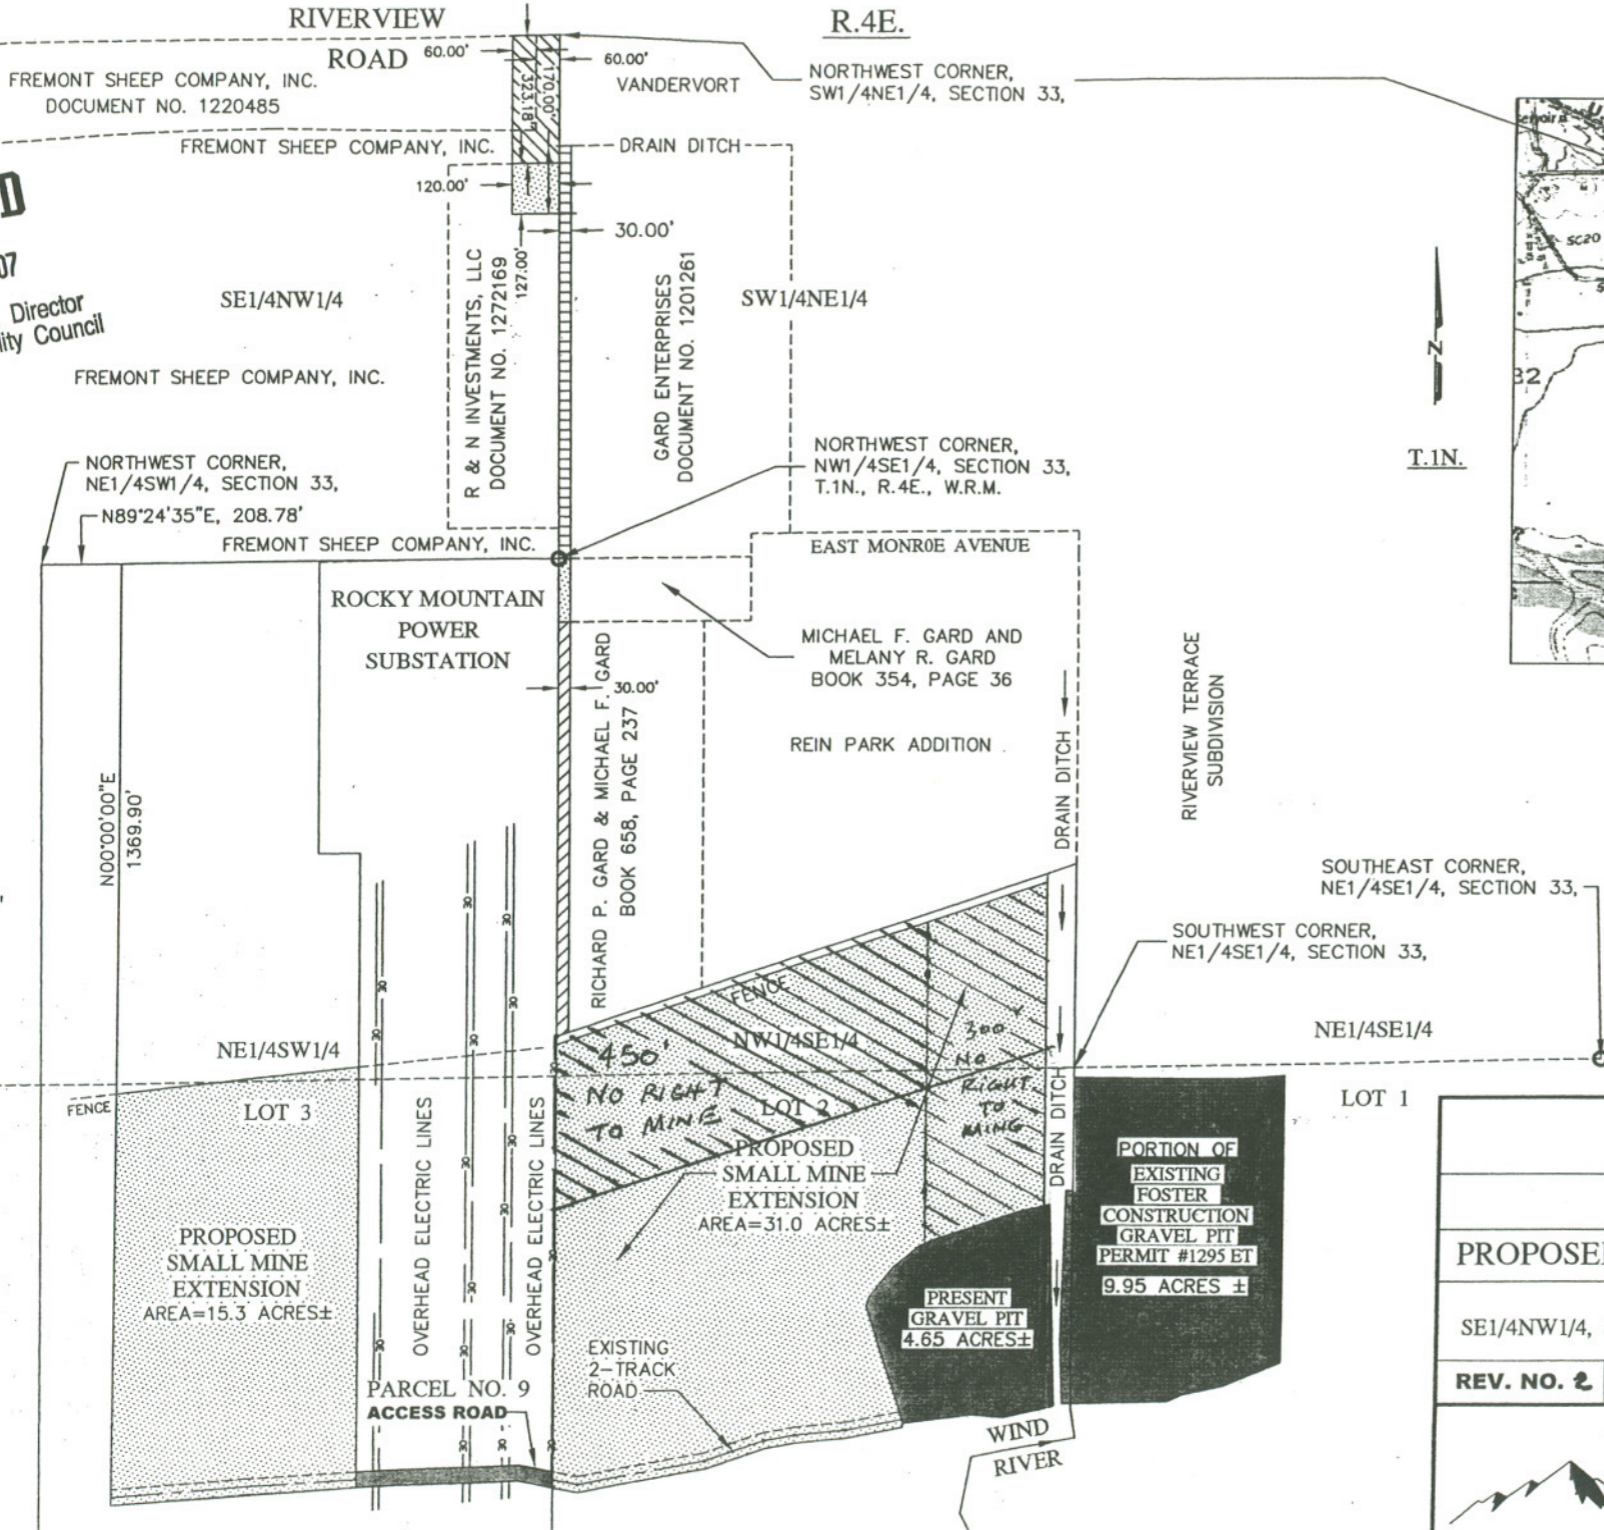 RIVERVIEW
ROAD
R.4E.
60.00'
60.00'
170.00'
323.18'
FREMONT SHEEP COMPANY, INC.
DOCUMENT NO. 1220485
VANDERVORT
NORTHWEST CORNER,
SW1/4NE1/4, SECTION 33,
FREMONT SHEEP COMPANY, INC.
DRAIN DITCH
D
07
Director
lity Council
120.00'
30.00'
127.00'
SE1/4NW1/4
R & N INVESTMENTS, LLC
DOCUMENT NO. 1272169
GARD ENTERPRISES
DOCUMENT NO. 1201261
SW1/4NE1/4
SC20
32
N
T.1N.
FREMONT SHEEP COMPANY, INC.
NORTHWEST CORNER,
NE1/4SW1/4, SECTION 33,
N89°24'35"E, 208.78'
NORTHWEST CORNER,
NW1/4SE1/4, SECTION 33,
T.1N., R.4E., W.R.M.
FREMONT SHEEP COMPANY, INC.
EAST MONROE AVENUE
ROCKY MOUNTAIN
POWER
SUBSTATION
MICHAEL F. GARD AND
MELANY R. GARD
BOOK 354, PAGE 36
30.00'
RICHARD P. GARD & MICHAEL F. GARD
BOOK 658, PAGE 237
REIN PARK ADDITION
DRAIN DITCH
RIVERVIEW TERRACE
SUBDIVISION
N00°00'00"E
1369.90'
SOUTHEAST CORNER,
NE1/4SE1/4, SECTION 33,
SOUTHWEST CORNER,
NE1/4SE1/4, SECTION 33,
FENCE
NE1/4SW1/4
NW1/4SE1/4
NE1/4SE1/4
450'
NO RIGHT
TO MINE
300'
NO
RIGHT
TO
MINE
FENCE
LOT 3
LOT 2
LOT 1
OVERHEAD ELECTRIC LINES
OVERHEAD ELECTRIC LINES
DRAIN DITCH
PROPOSED
SMALL MINE
EXTENSION
AREA=31.0 ACRES±
PORTION OF
EXISTING
FOSTER
CONSTRUCTION
GRAVEL PIT
PERMIT #1295 ET
9.95 ACRES ±
PROPOSED
SMALL MINE
EXTENSION
AREA=15.3 ACRES±
PRESENT
GRAVEL PIT
4.65 ACRES±
EXISTING
2-TRACK
ROAD
PARCEL NO. 9
ACCESS ROAD
WIND
RIVER
PROPOSE
SE1/4NW1/4,
REV. NO. 2